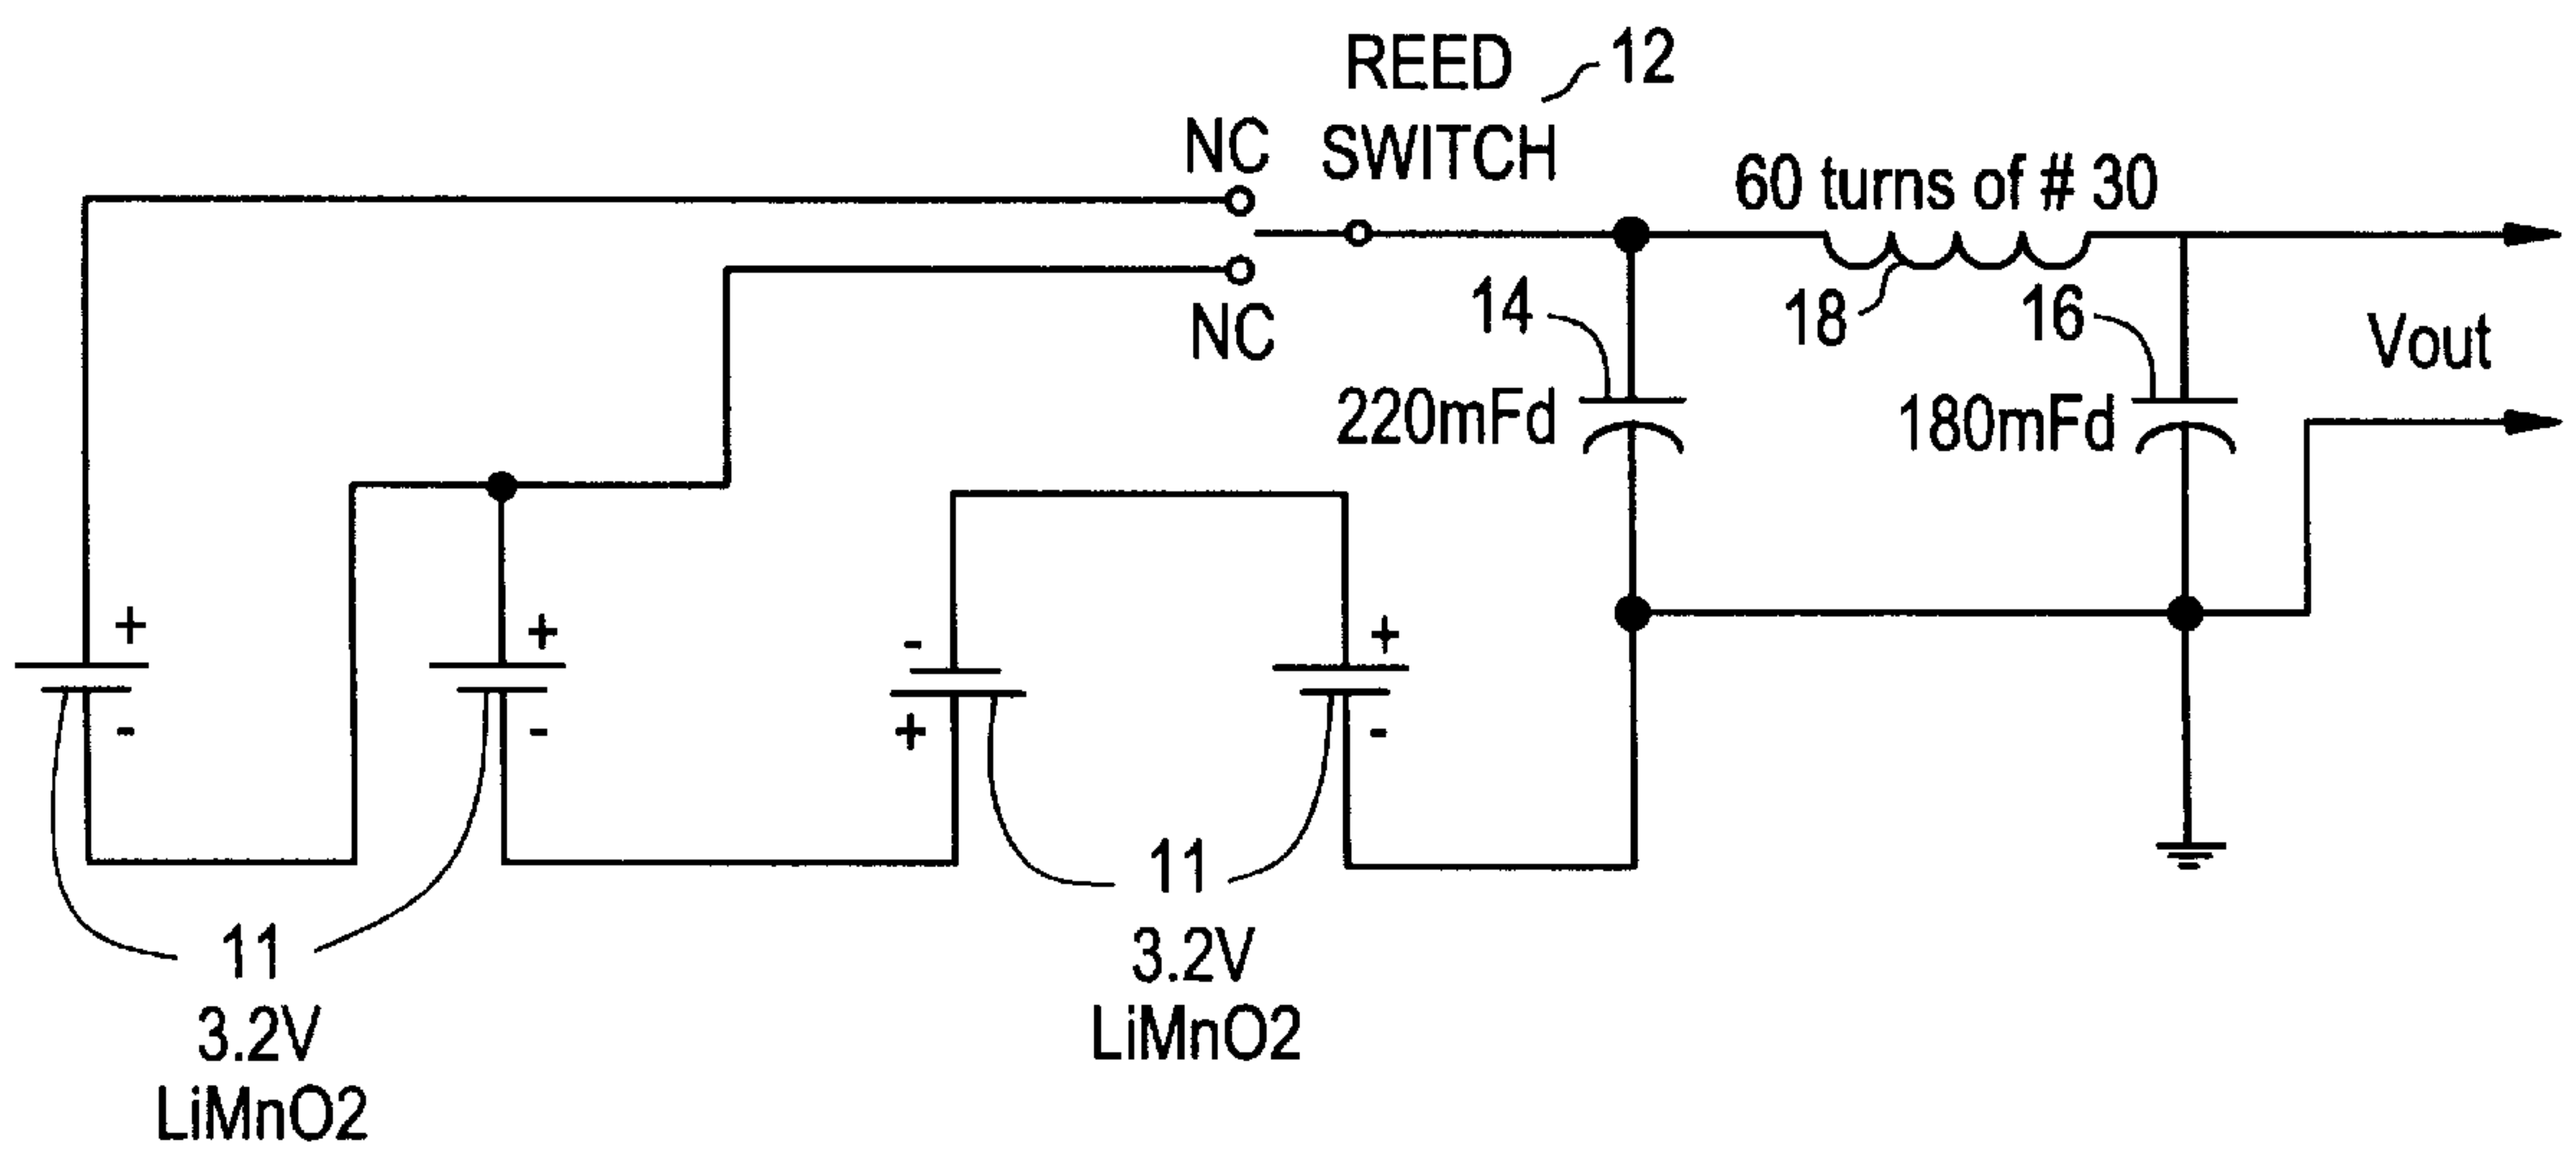 REED
SWITCH
12
NC
NC
60 turns of # 30
14
18
16
Vout
220mFd
180mFd
+
-
+
-
-
+
+
-
11
3.2V
LiMnO2
11
3.2V
LiMnO2